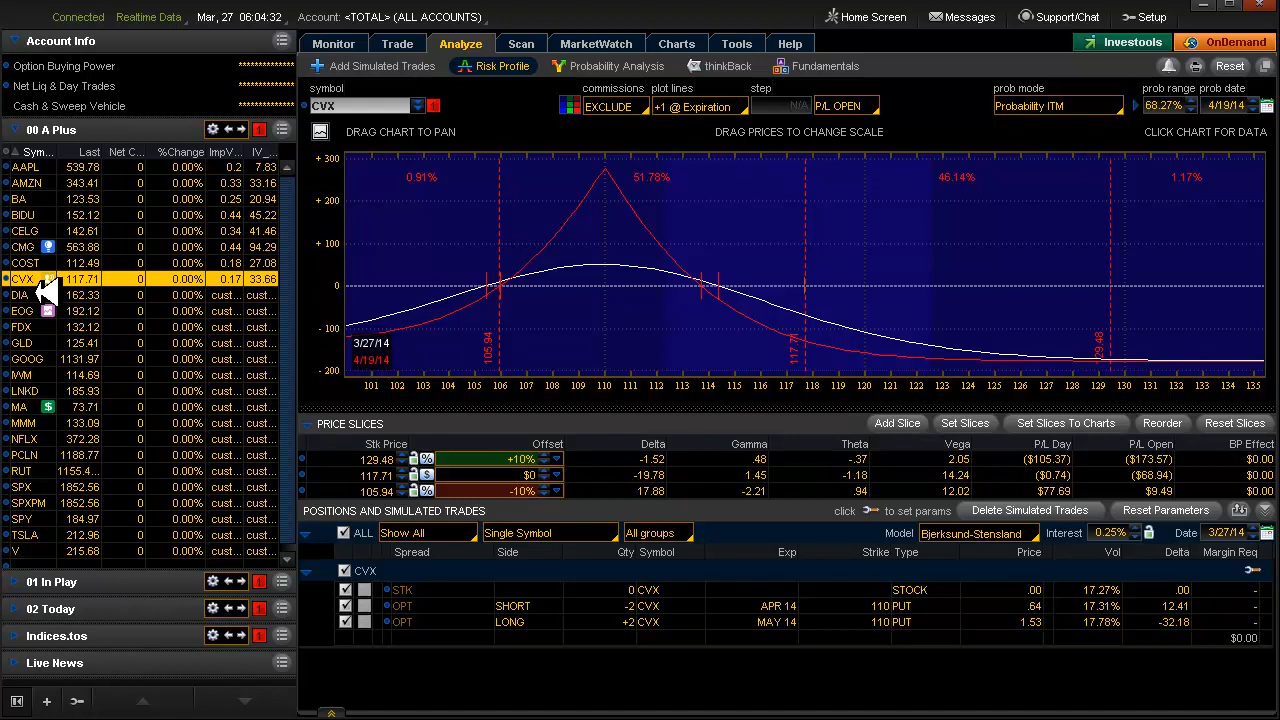 Connected Realtime Data Mar, 27 06:04:32 Account: <TOTAL> (ALL ACCOUNTS) Home Screen Messages Support/Chat Setup
Account Info
Option Buying Power *************
Net Liq & Day Trades *************
Cash & Sweep Vehicle *************
00 A Plus 1
Sym... Last Net C... %Change ImpV... IV_...
AAPL 539.78 0 0.00% 0.2 7.83
AMZN 343.41 0 0.00% 0.33 33.16
BA 123.53 0 0.00% 0.25 20.94
BIDU 152.12 0 0.00% 0.44 45.22
CELG 142.61 0 0.00% 0.34 41.46
CMG 563.88 0 0.00% 0.44 94.29
COST 112.49 0 0.00% 0.18 27.08
CVX 117.71 0 0.00% 0.17 33.66
DIA 162.33 0 0.00% cust... cust...
EOG 192.12 0 0.00% cust... cust...
FDX 132.12 0 0.00% cust... cust...
GLD 125.41 0 0.00% cust... cust...
GOOG 1131.97 0 0.00% cust... cust...
IWM 114.69 0 0.00% cust... cust...
LNKD 185.93 0 0.00% cust... cust...
MA $ 73.71 0 0.00% cust... cust...
MMM 133.09 0 0.00% cust... cust...
NFLX 372.28 0 0.00% cust... cust...
PCLN 1188.77 0 0.00% cust... cust...
RUT 1155.4... 0 0.00% cust... cust...
SPX 1852.56 0 0.00% cust... cust...
SPXPM 1852.56 0 0.00% cust... cust...
SPY 184.97 0 0.00% cust... cust...
TSLA 212.96 0 0.00% cust... cust...
V 215.68 0 0.00% cust... cust...
01 In Play 1
02 Today 1
Indices.tos 1
Live News
Monitor Trade Analyze Scan MarketWatch Charts Tools Help Investools OnDemand
Add Simulated Trades Risk Profile Probability Analysis thinkBack Fundamentals Reset
symbol commissions plot lines step prob mode prob range prob date
CVX 1 EXCLUDE +1 @ Expiration N/A P/L OPEN Probability ITM 68.27% 4/19/14
DRAG CHART TO PAN DRAG PRICES TO CHANGE SCALE CLICK CHART FOR DATA
+ 300
+ 200
+ 100
0
- 100
- 200
0.91% 51.78% 46.14% 1.17%
105.94
117.71
3/27/14
4/19/14
101 102 103 104 105 106 107 108 109 110 111 112 113 114 115 116 117 118 119 120 121 122 123 124 125 126 127 128 129 130 131 132 133 134 135
PRICE SLICES Add Slice Set Slices Set Slices To Charts Reorder Reset Slices
Stk Price Offset Delta Gamma Theta Vega P/L Day P/L Open BP Effect
129.48 % +10% -1.52 .48 -.37 2.05 ($105.37) ($173.57) $0.00
117.71 $ $0 -19.78 1.45 -1.18 14.24 ($0.74) ($68.94) $0.00
105.94 % -10% 17.88 -2.21 .94 12.02 $77.69 $9.49 $0.00
POSITIONS AND SIMULATED TRADES click to set params Delete Simulated Trades Reset Parameters
ALL Show All Single Symbol All groups Model Bjerksund-Stensland Interest 0.25% Date 3/27/14
Spread Side Qty Symbol Exp Strike Type Price Vol Delta Margin Req
CVX
STK 0 CVX STOCK .00 17.27% .00 -
OPT SHORT -2 CVX APR 14 110 PUT .64 17.31% 12.41 -
OPT LONG +2 CVX MAY 14 110 PUT 1.53 17.78% -32.18 -
$0.00